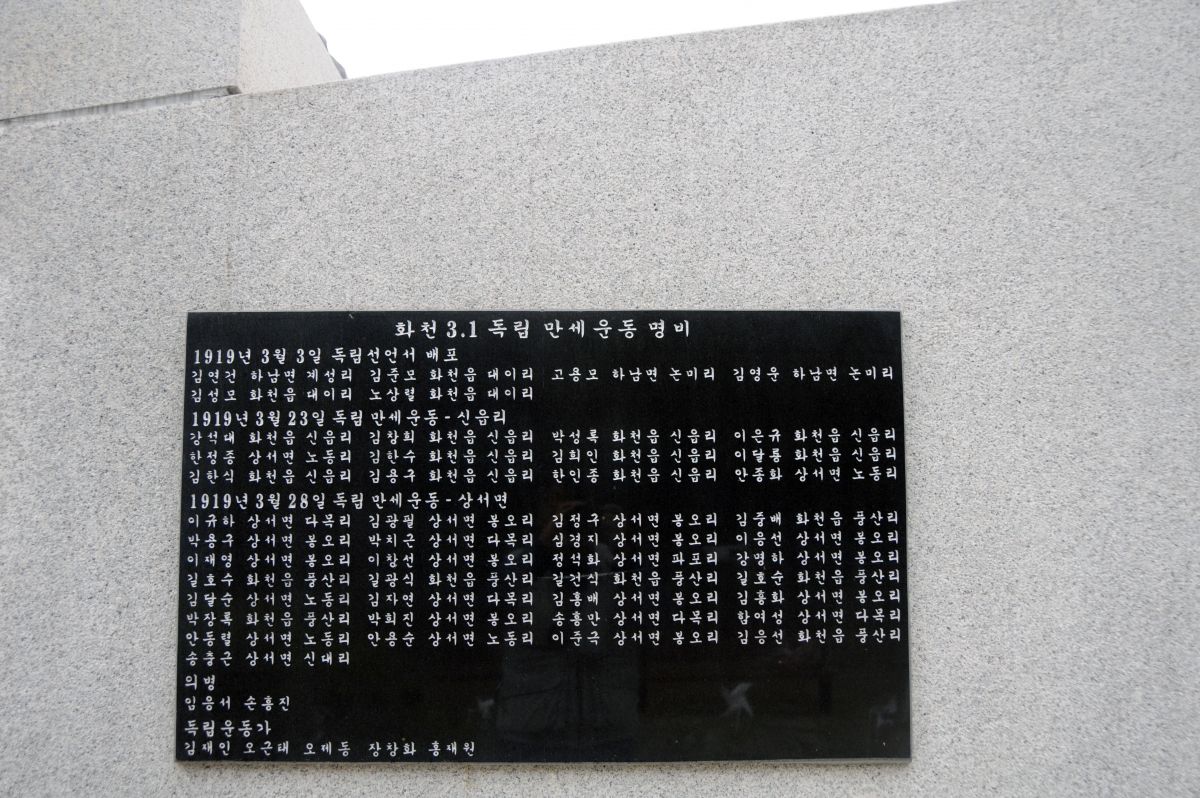 화천 3.1 독립 만세 운동 명비
1919년 3월 3일 독립선언서 배포
김연건 하남면 계성리 김준모 화천읍 대이리 고용모 하남면 논미리 김영운 하남면 논미리
김성모 화천읍 대이리 노상렬 화천읍 대이리
1919년 3월 23일 독립 만세운동 - 신읍리
강석대 화천읍 신읍리 김창희 화천읍 신읍리 박성록 화천읍 신읍리 이은규 화천읍 신읍리
한정종 상서면 노동리 김한수 화천읍 신읍리 김희인 화천읍 신읍리 이달룡 화천읍 신읍리
김한식 화천읍 신읍리 김용구 화천읍 신읍리 한인종 화천읍 신읍리 안종화 상서면 노동리
1919년 3월 28일 독립 만세운동 - 상서면
이규하 상서면 다목리 김광필 상서면 봉오리 김정구 상서면 봉오리 김중배 화천읍 풍산리
박용구 상서면 봉오리 박치근 상서면 다목리 김경지 상서면 봉오리 이응선 상서면 봉오리
이재영 상서면 봉오리 이창선 상서면 봉오리 정석화 상서면 파포리 강명하 상서면 봉오리
길호수 화천읍 풍산리 길광식 화천읍 풍산리 길건식 화천읍 풍산리 길호순 화천읍 풍산리
김달순 상서면 노동리 김자연 상서면 다목리 김흥배 상서면 봉오리 김흥화 상서면 봉오리
박장록 화천읍 풍산리 박희진 상서면 봉오리 송흥만 상서면 다목리 함여성 상서면 다목리
안동렬 상서면 노동리 안용순 상서면 노동리 이준극 상서면 봉오리 김응선 화천읍 풍산리
송흥근 상서면 신대리
의병
임응서 손흥진
독립운동가
김재인 오근태 오제동 장창화 홍재원